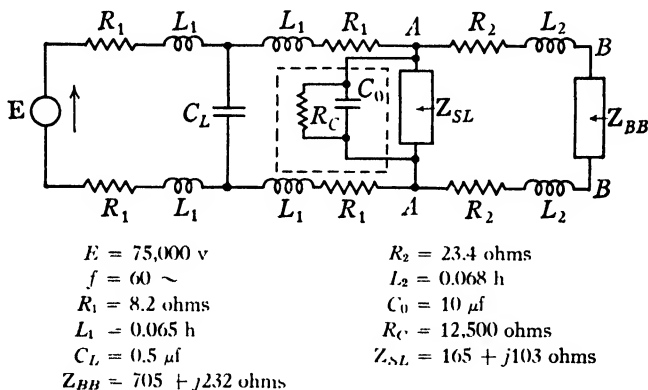 R₁ L₁ L₁ R₁ A R₂ L₂
B
E C_L R_C C₀ Z_SL Z_BB
B
R₁ L₁ L₁ R₁ A R₂ L₂
E = 75,000 v
f = 60 ~
R₁ = 8.2 ohms
L₁ = 0.065 h
C_L = 0.5 μf
Z_BB = 705 + j232 ohms
R₂ = 23.4 ohms
L₂ = 0.068 h
C₀ = 10 μf
R_C = 12,500 ohms
Z_SL = 165 + j103 ohms